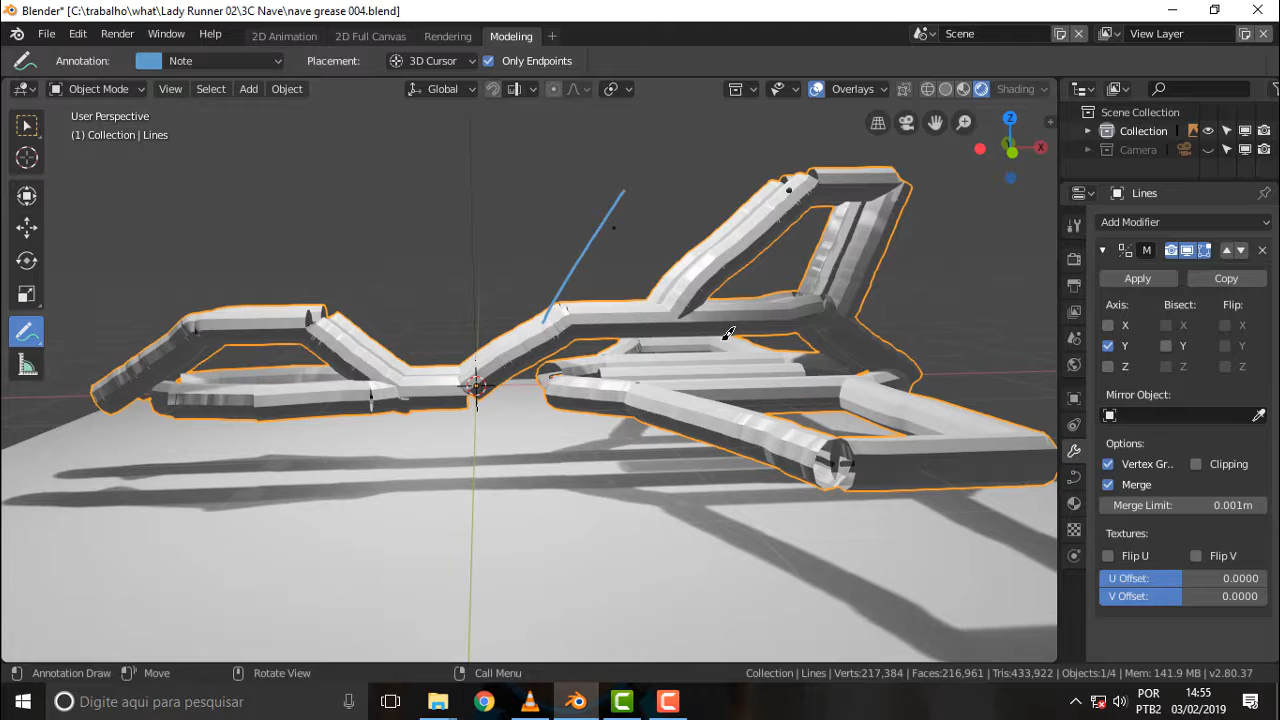 Blender* [C:\trabalho\what\Lady Runner 02\3C Nave\nave grease 004.blend]
File Edit Render Window Help 2D Animation 2D Full Canvas Rendering Modeling Scene View Layer
Annotation: Note Placement: 3D Cursor Only Endpoints
Object Mode View Select Add Object Global Overlays Shading
User Perspective
(1) Collection | Lines
Z
X
Scene Collection
Collection
Camera
Lines
Add Modifier
M
Apply Copy
Axis: Bisect: Flip:
X X X
Y Y Y
Z Z Z
Mirror Object:
Options:
Vertex Gr... Clipping
Merge
Merge Limit: 0.001m
Textures:
Flip U Flip V
U Offset: 0.0000
V Offset: 0.0000
Annotation Draw Move Rotate View Call Menu Collection | Lines | Verts:217,384 | Faces:216,961 | Tris:433,922 | Objects:1/4 | Mem: 141.9 MB | v2.80.37
Digite aqui para pesquisar
POR
PTB2
14:55
03/02/2019